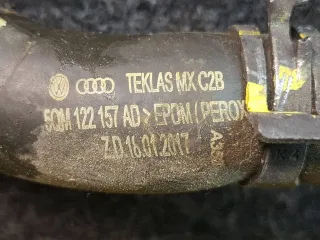 TEKLAS MX C2B
5QM 122 157 AD >EPDM ( PEROX
Z.D. 16.01.2017